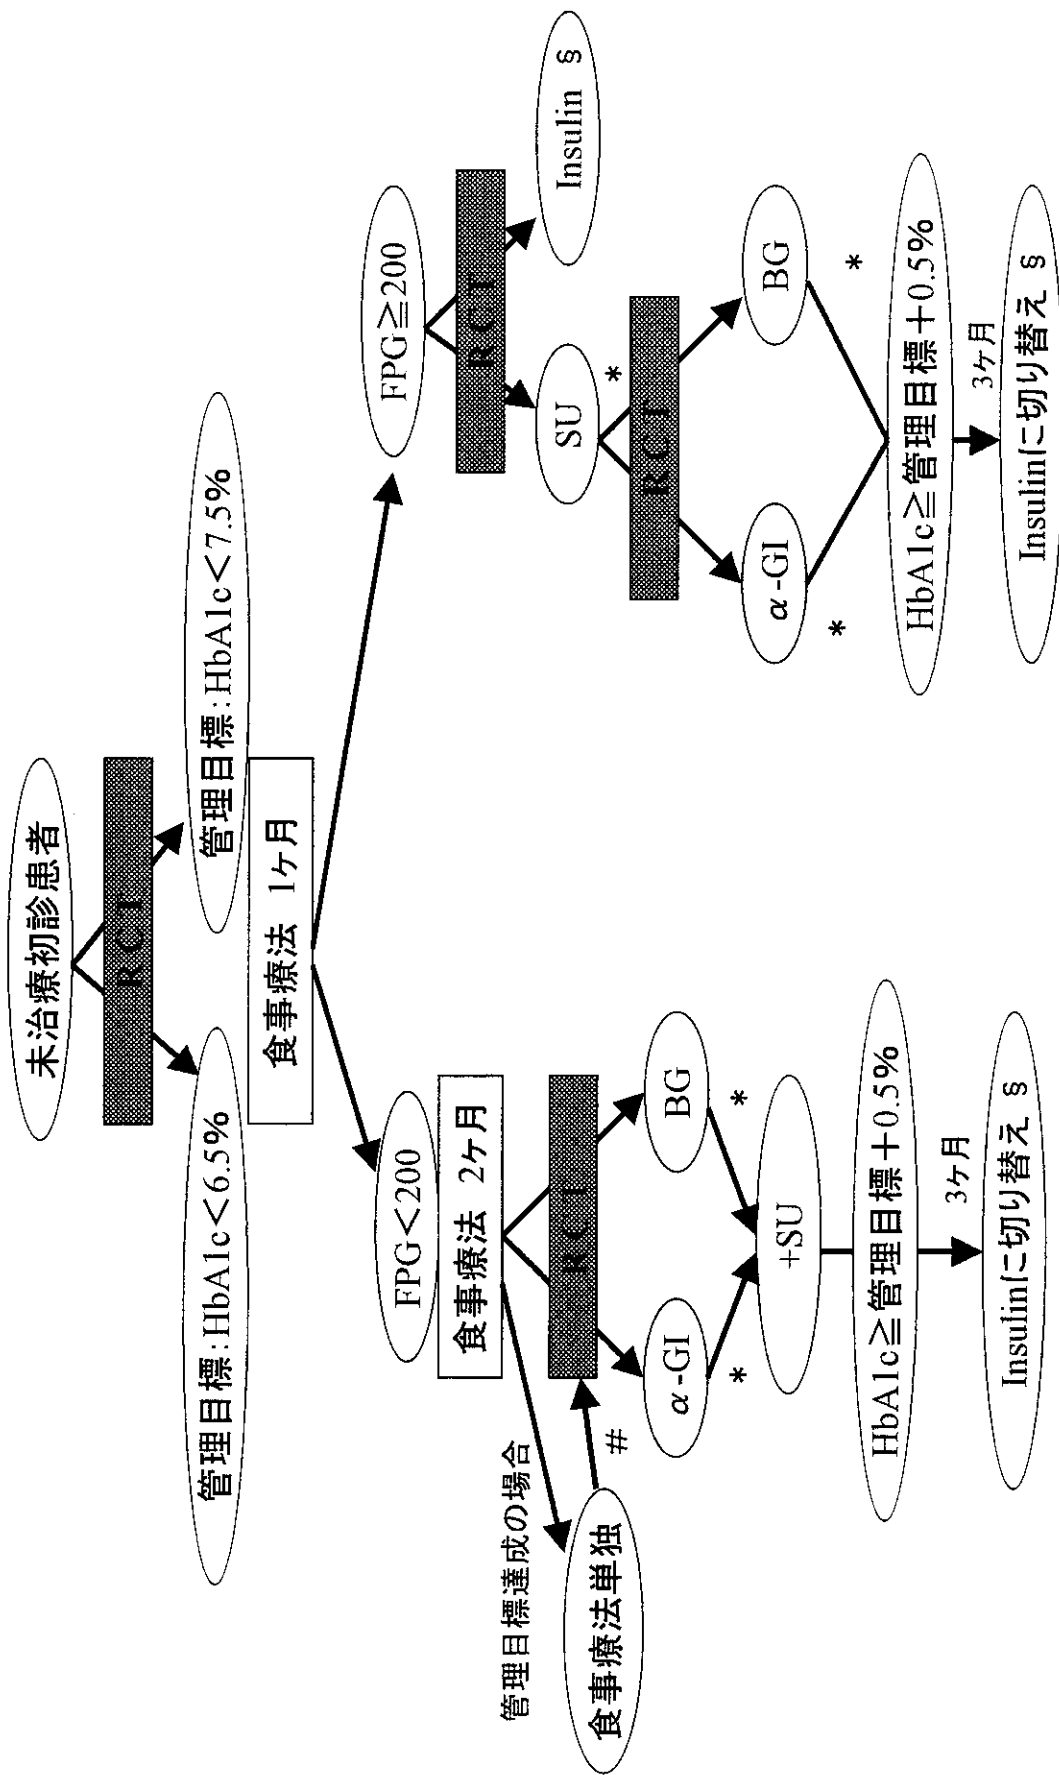 未治療初診患者
RCT
管理目標:HbA1c<6.5%
管理目標:HbA1c<7.5%
食事療法 1ヶ月
FPG<200
食事療法 2ヶ月
管理目標達成の場合
食事療法単独
#
RCT
α-GI
BG
*
*
+SU
HbA1c≧管理目標+0.5%
3ヶ月
Insulinに切り替え §
FPG≧200
RCT
SU
Insulin §
*
RCT
α-GI
BG
*
*
HbA1c≧管理目標+0.5%
3ヶ月
Insulinに切り替え §